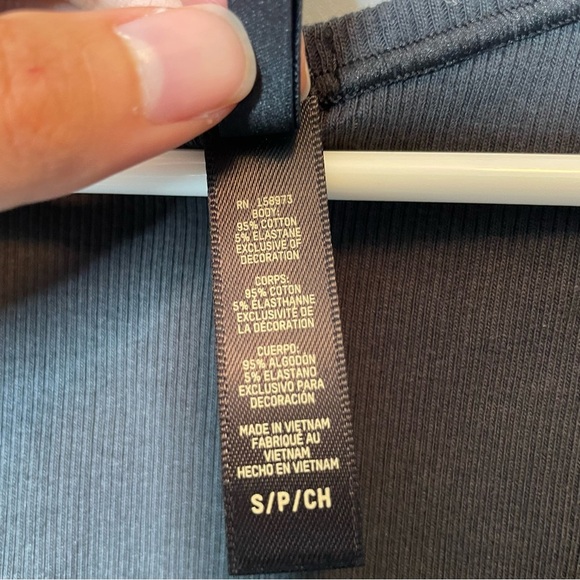 RN 158973
BODY:
95% COTTON
5% ELASTANE
EXCLUSIVE OF
DECORATION
CORPS:
95% COTON
5% ÉLASTHANNE
EXCLUSIVITÉ DE
LA DÉCORATION
CUERPO:
95% ALGODÓN
5% ELASTANO
EXCLUSIVO PARA
DECORACIÓN
MADE IN VIETNAM
FABRIQUÉ AU
VIETNAM
HECHO EN VIETNAM
S/P/CH